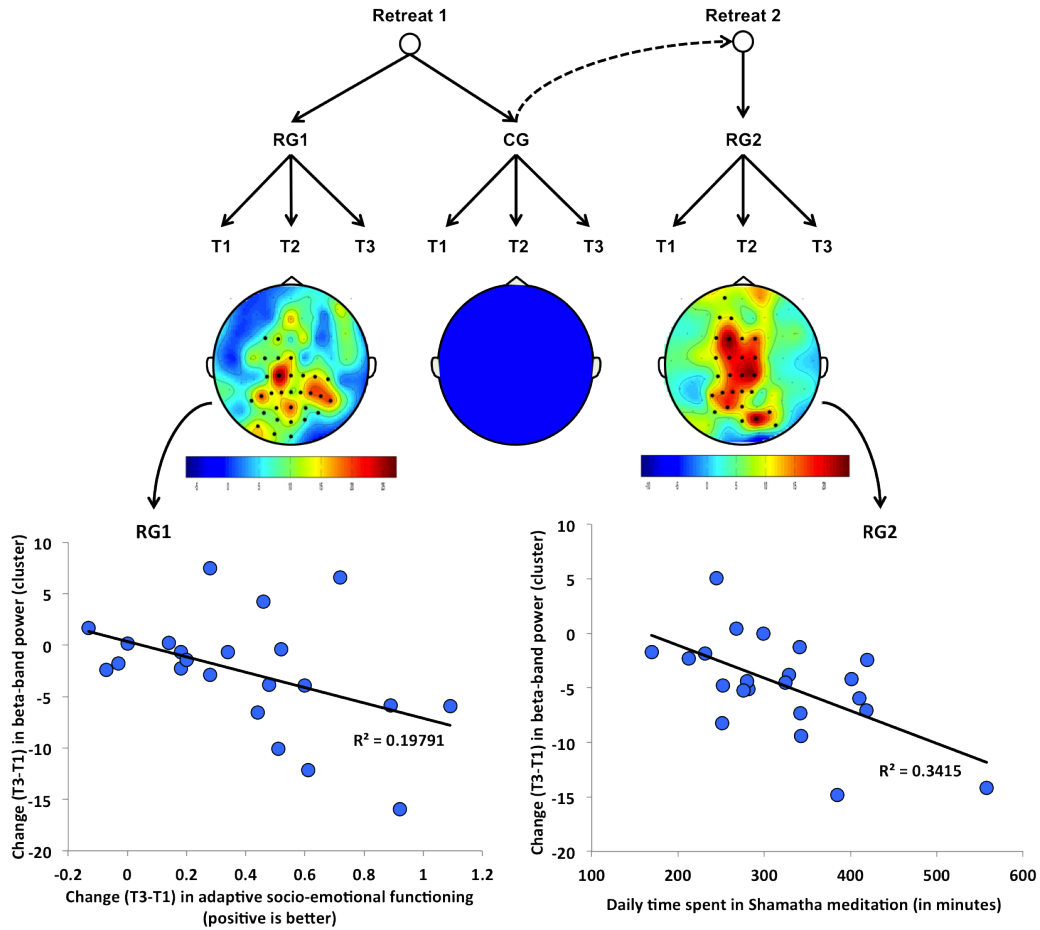 Retreat 1
Retreat 2
RG1
CG
RG2
T1 T2 T3
T1 T2 T3
T1 T2 T3
RG1
Change (T3-T1) in beta-band power (cluster)
10
5
0
-5
-10
-15
-20
-0.2 0 0.2 0.4 0.6 0.8 1 1.2
R² = 0.19791
Change (T3-T1) in adaptive socio-emotional functioning
(positive is better)
RG2
Change (T3-T1) in beta-band power (cluster)
10
5
0
-5
-10
-15
-20
100 200 300 400 500 600
R² = 0.3415
Daily time spent in Shamatha meditation (in minutes)